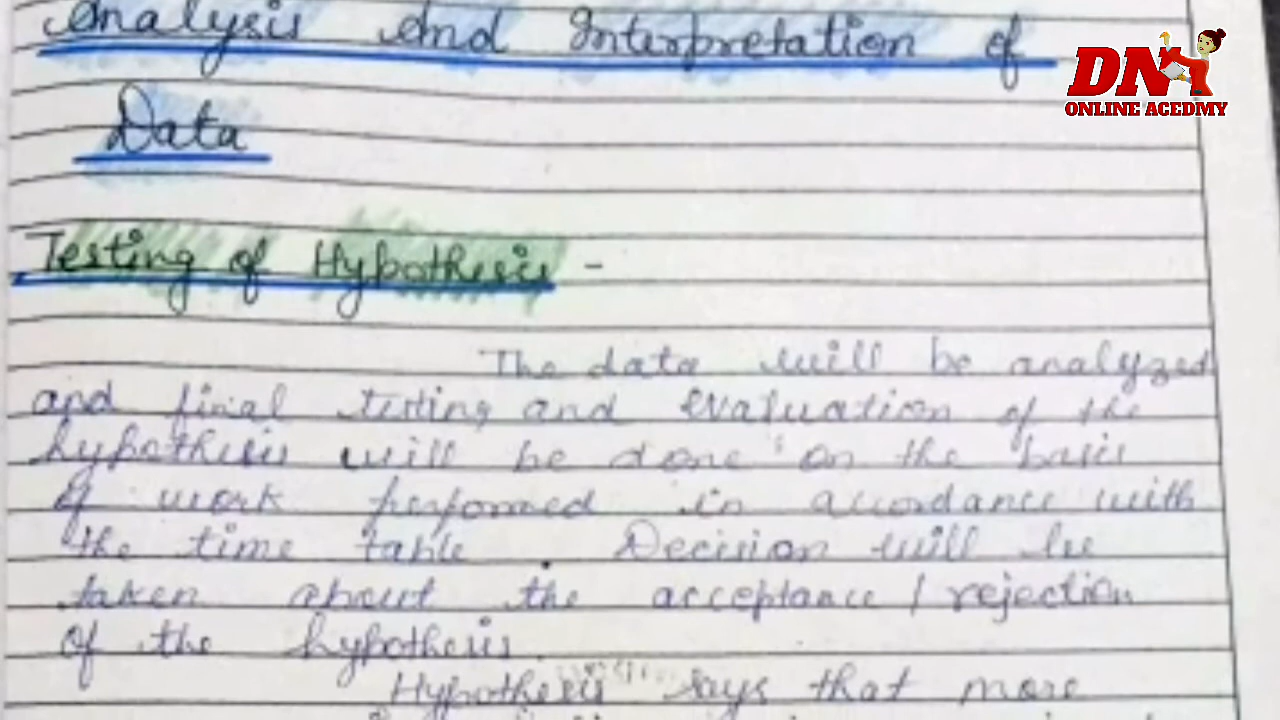 Analysis And Interpretation of
Data
DNA
ONLINE ACEDMY
Testing of Hypothesis -
The data will be analyzed
and final testing and evaluation of the
hypothesis will be done on the basis
of work performed in accordance with
the time table . Decision will be
taken about the acceptance / rejection
of the hypothesis.
Hypothesis says that more